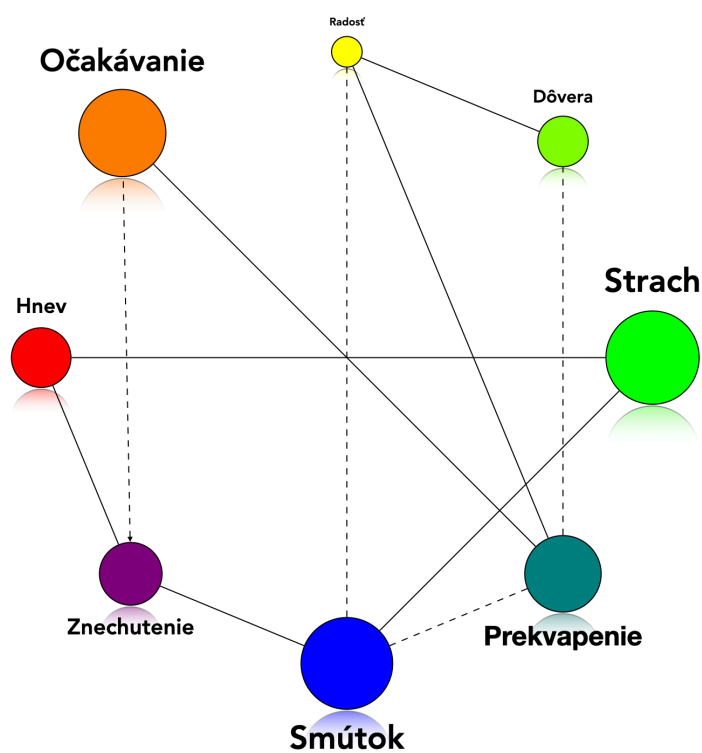 Radosť
Očakávanie
Dôvera
Strach
Hnev
Znechutenie
Prekvapenie
Smútok